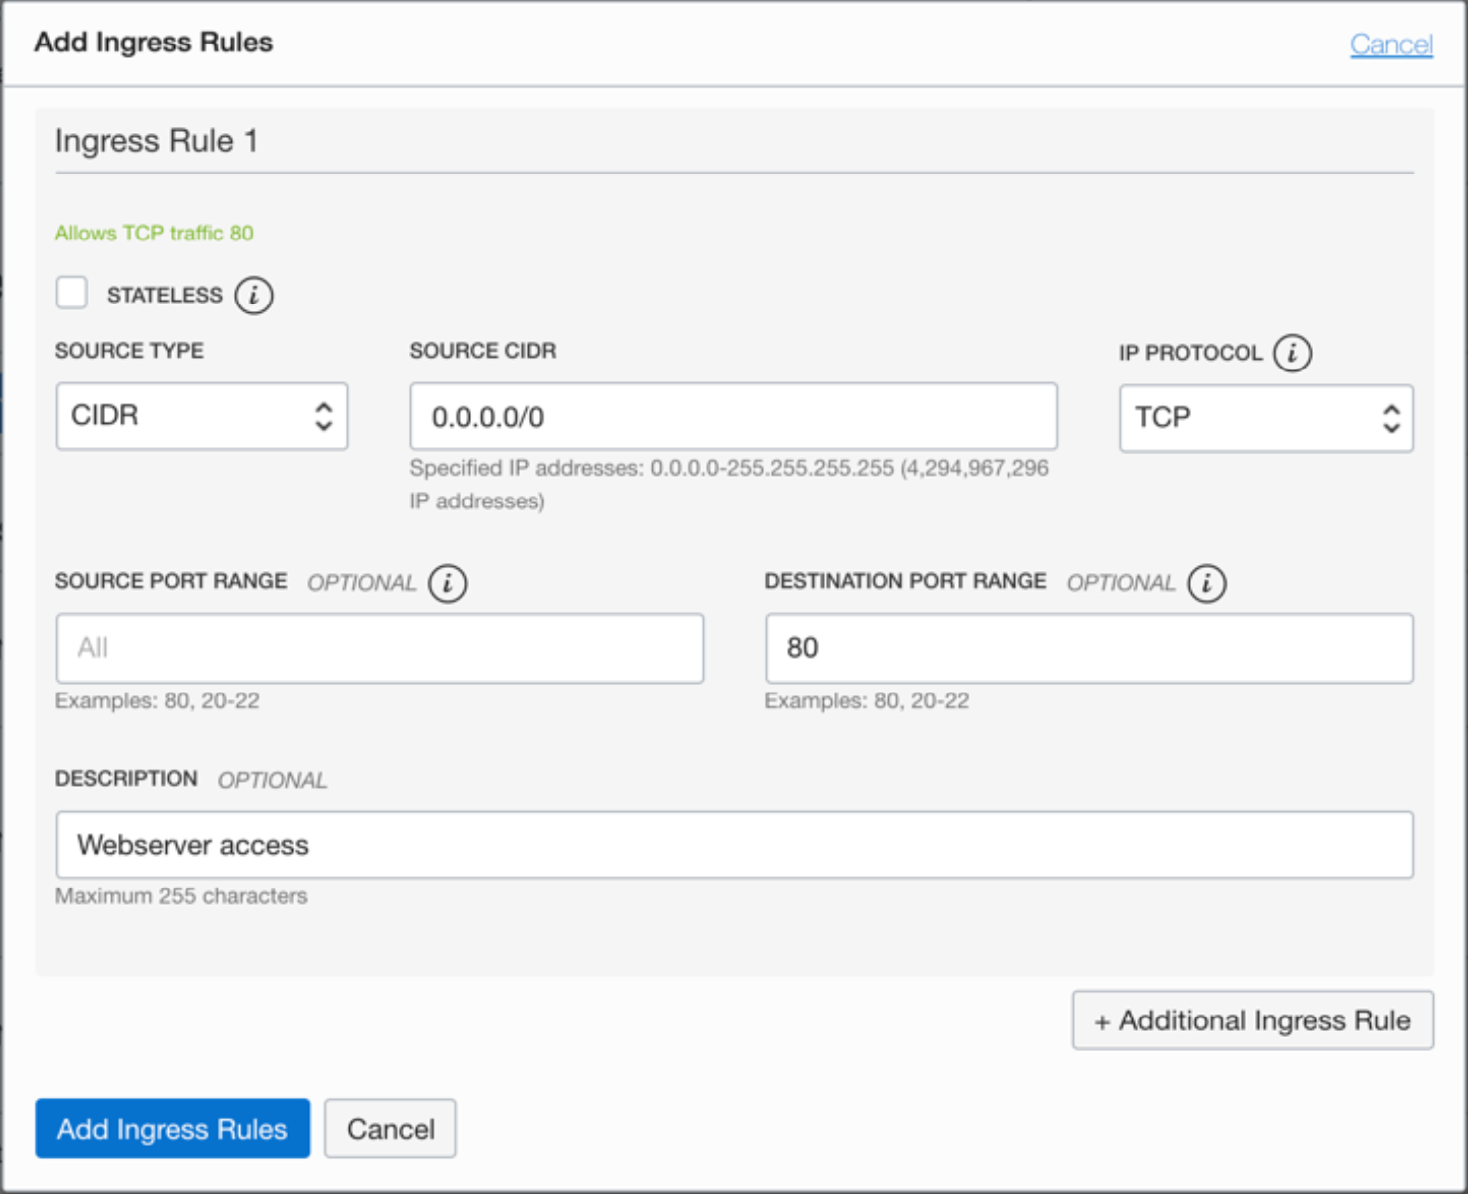 Add Ingress Rules
Cancel
Ingress Rule 1
Allows TCP traffic 80
STATELESS i
SOURCE TYPE
SOURCE CIDR
IP PROTOCOL i
CIDR
0.0.0.0/0
TCP
Specified IP addresses: 0.0.0.0-255.255.255.255 (4,294,967,296
IP addresses)
SOURCE PORT RANGE OPTIONAL i
DESTINATION PORT RANGE OPTIONAL i
All
80
Examples: 80, 20-22
Examples: 80, 20-22
DESCRIPTION OPTIONAL
Webserver access
Maximum 255 characters
+ Additional Ingress Rule
Add Ingress Rules
Cancel